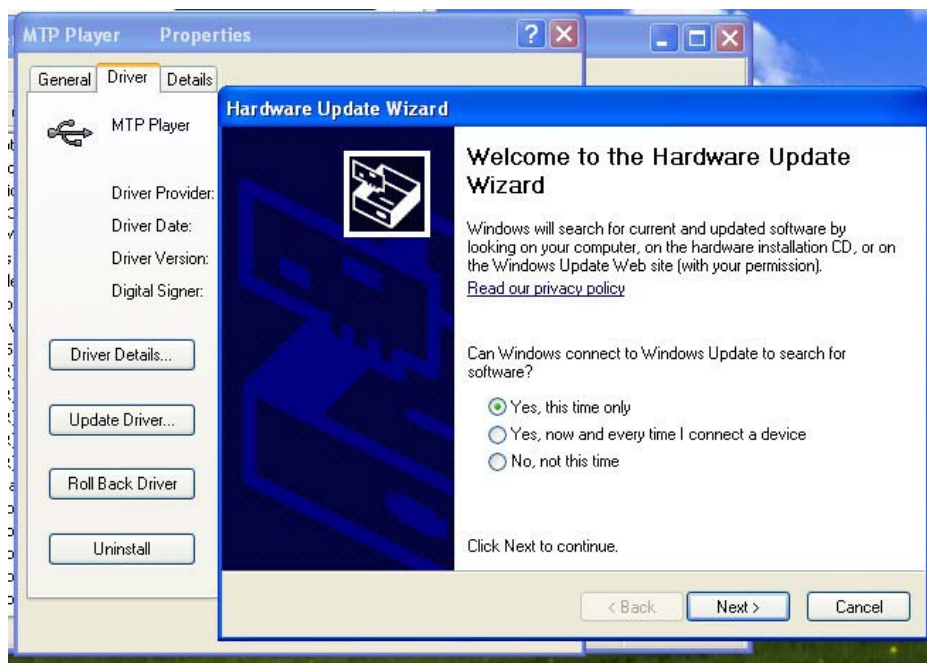 MTP Player Properties
General Driver Details
MTP Player
Driver Provider:
Driver Date:
Driver Version:
Digital Signer:
Driver Details...
Update Driver...
Roll Back Driver
Uninstall
Hardware Update Wizard
Welcome to the Hardware Update
Wizard
Windows will search for current and updated software by
looking on your computer, on the hardware installation CD, or on
the Windows Update Web site (with your permission).
Read our privacy policy
Can Windows connect to Windows Update to search for
software?
Yes, this time only
Yes, now and every time I connect a device
No, not this time
Click Next to continue.
< Back Next > Cancel